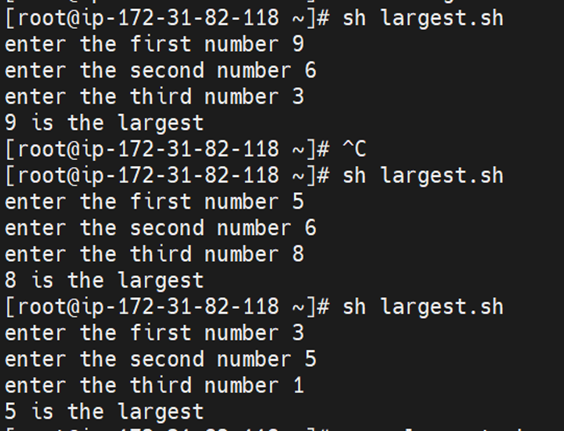 [root@ip-172-31-82-118 ~]# sh largest.sh
enter the first number 9
enter the second number 6
enter the third number 3
9 is the largest
[root@ip-172-31-82-118 ~]# ^C
[root@ip-172-31-82-118 ~]# sh largest.sh
enter the first number 5
enter the second number 6
enter the third number 8
8 is the largest
[root@ip-172-31-82-118 ~]# sh largest.sh
enter the first number 3
enter the second number 5
enter the third number 1
5 is the largest